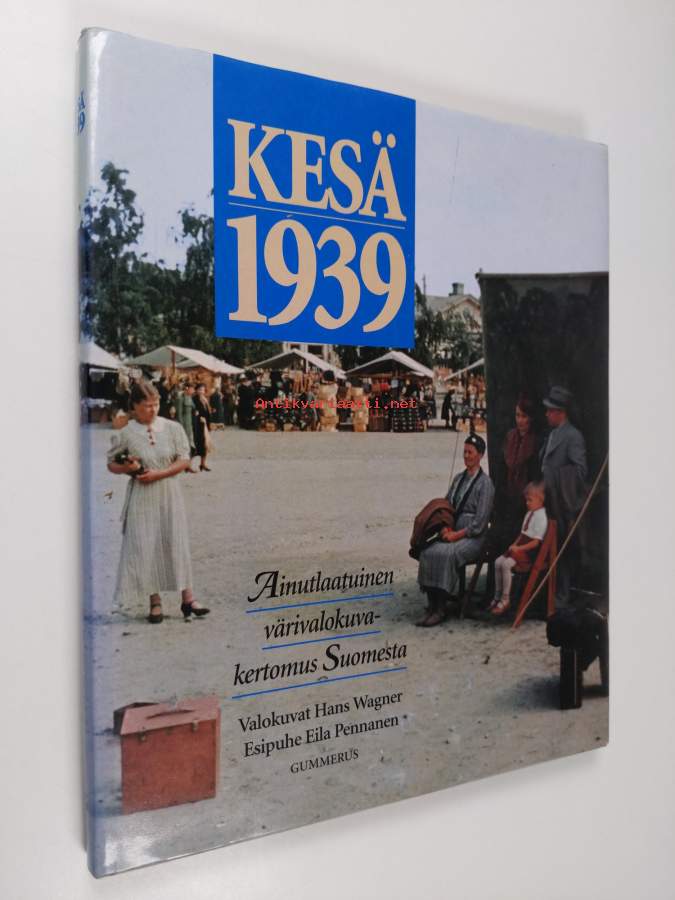 KESÄ
1939
Antikvariaatti.net
Ainutlaatuinen
värivalokuva-
kertomus Suomesta
Valokuvat Hans Wagner
Esipuhe Eila Pennanen
GUMMERUS